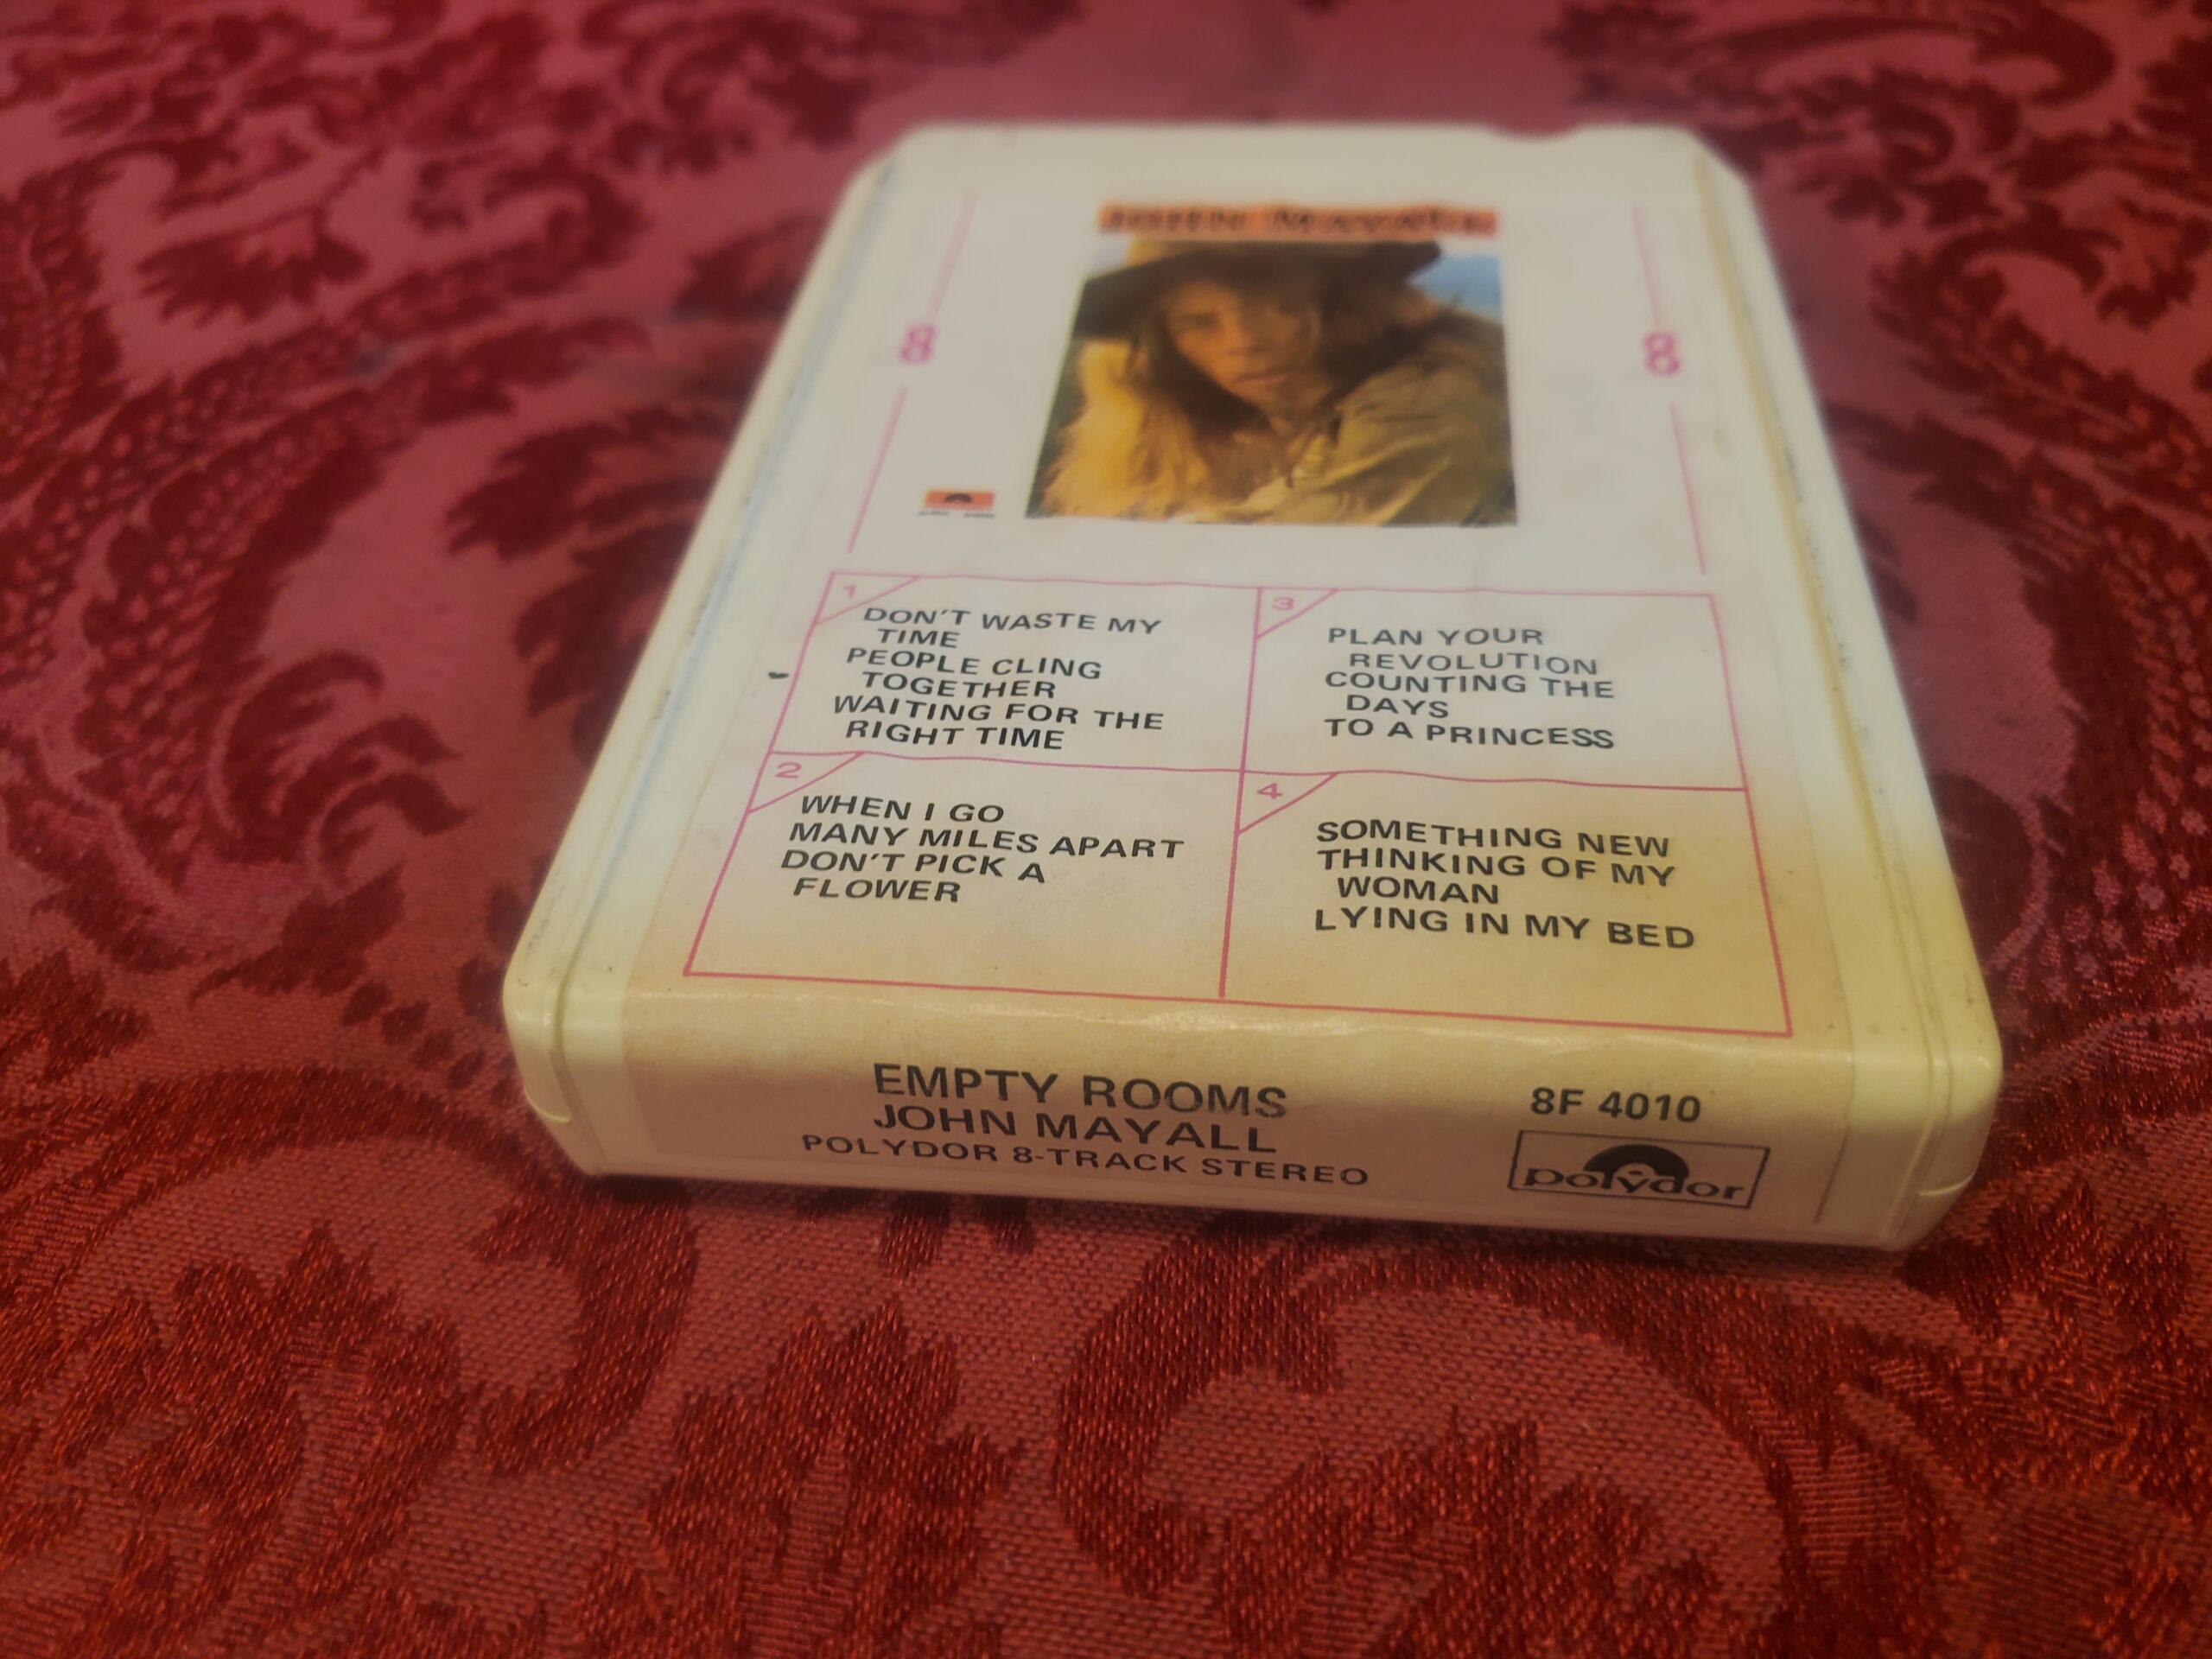 JOHN MAYALL
8
8
1
DON'T WASTE MY
TIME
PEOPLE CLING
TOGETHER
WAITING FOR THE
RIGHT TIME
2
WHEN I GO
MANY MILES APART
DON'T PICK A
FLOWER
3
PLAN YOUR
REVOLUTION
COUNTING THE
DAYS
TO A PRINCESS
4
SOMETHING NEW
THINKING OF MY
WOMAN
LYING IN MY BED
EMPTY ROOMS
JOHN MAYALL
POLYDOR 8-TRACK STEREO
8F 4010
polydor